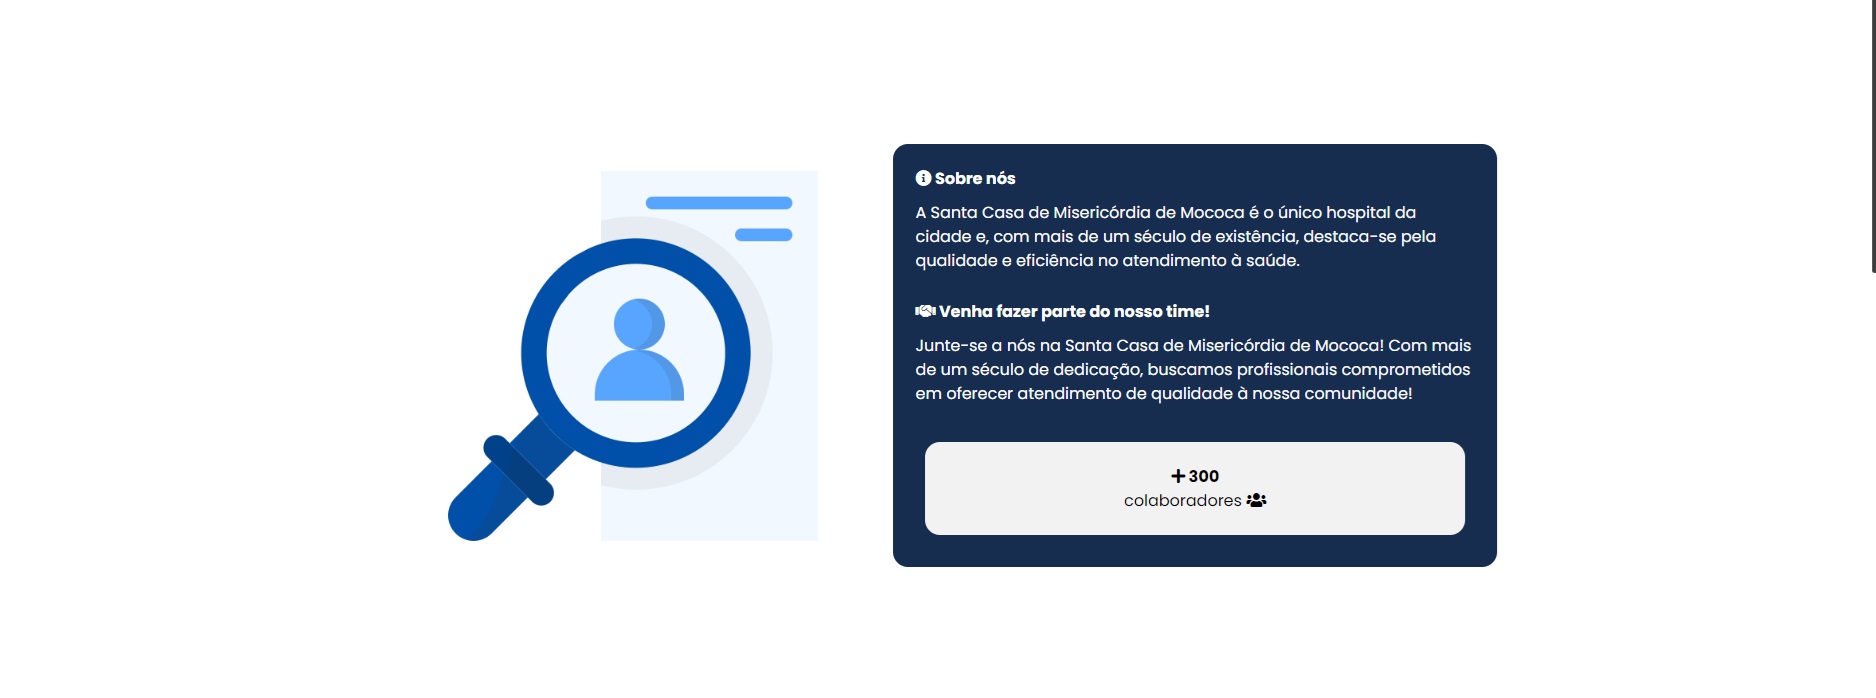 Sobre nós
A Santa Casa de Misericórdia de Mococa é o único hospital da
cidade e, com mais de um século de existência, destaca-se pela
qualidade e eficiência no atendimento à saúde.
Venha fazer parte do nosso time!
Junte-se a nós na Santa Casa de Misericórdia de Mococa! Com mais
de um século de dedicação, buscamos profissionais comprometidos
em oferecer atendimento de qualidade à nossa comunidade!
+300
colaboradores